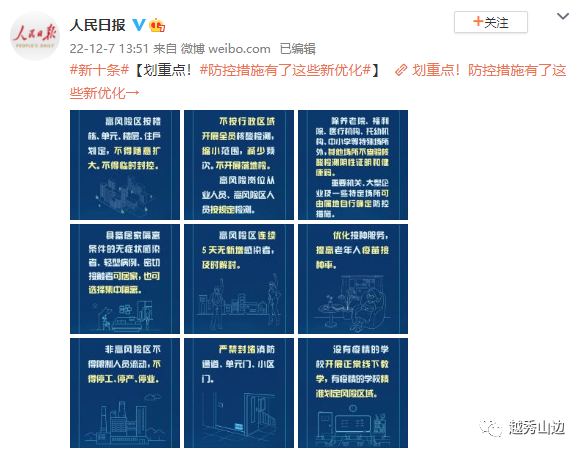 人民日报
PEOPLE'S DAILY
人民日报
+关注
22-12-7 13:51 来自 微博 weibo.com 已编辑
#新十条#【划重点！#防控措施有了这些新优化#】 划重点！防控措施有了这
些新优化→
高风险区按楼
栋、单元、楼层、住户
划定，不得随意扩
大，不得临时封控。
不按行政区域
开展全员核酸检测，
缩小范围，减少频
次。不开展落地检。
高风险岗位从
业人员、高风险区人
员按规定检测。
除养老院、福利
院、医疗机构、托幼机
构、中小学等特殊场所
外，其他场所不查验核
酸检测阴性证明和健
康码。
重要机关、大型企
业及一些特定场所可
由属地自行确定防控
措施。
具备居家隔离
条件的无症状感染
者、轻型病例、密切
接触者可居家，也可
选择集中隔离。
高风险区连续
5天无新增感染者，
及时解封。
优化接种服务，
提高老年人疫苗接
种率。
非高风险区不
得限制人员流动，不
得停工、停产、停业。
严禁封堵消防
通道、单元门、小区
门。
没有疫情的学
校开展正常线下教
学，有疫情的学校精
准划定风险区域。
越秀山边